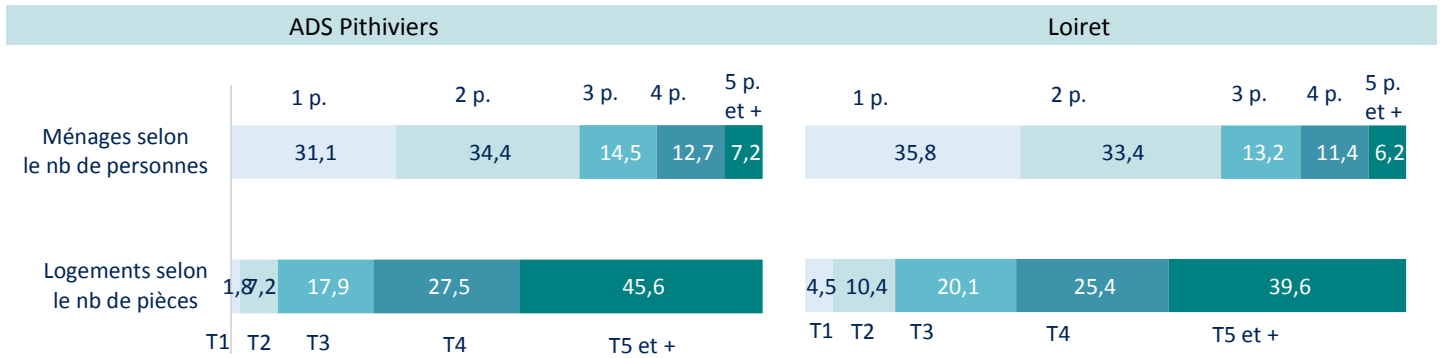 ADS Pithiviers
Loiret
1 p. 2 p. 3 p. 4 p. 5 p. et +
1 p. 2 p. 3 p. 4 p. 5 p. et +
Ménages selon
le nb de personnes
31,1 34,4 14,5 12,7 7,2
35,8 33,4 13,2 11,4 6,2
Logements selon
le nb de pièces
1,8 7,2 17,9 27,5 45,6
4,5 10,4 20,1 25,4 39,6
T1 T2 T3 T4 T5 et +
T1 T2 T3 T4 T5 et +